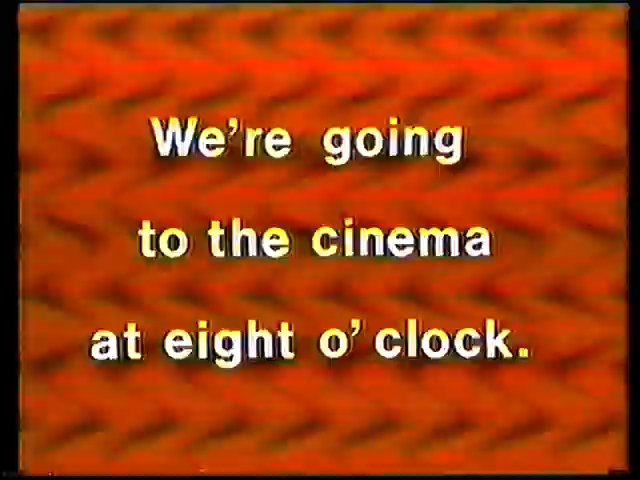 We're going
to the cinema
at eight o'clock.